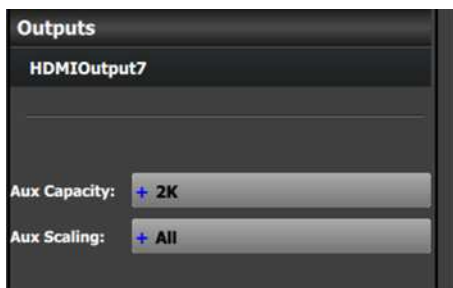 Outputs
HDMIOutput7
Aux Capacity: + 2K
Aux Scaling: + All